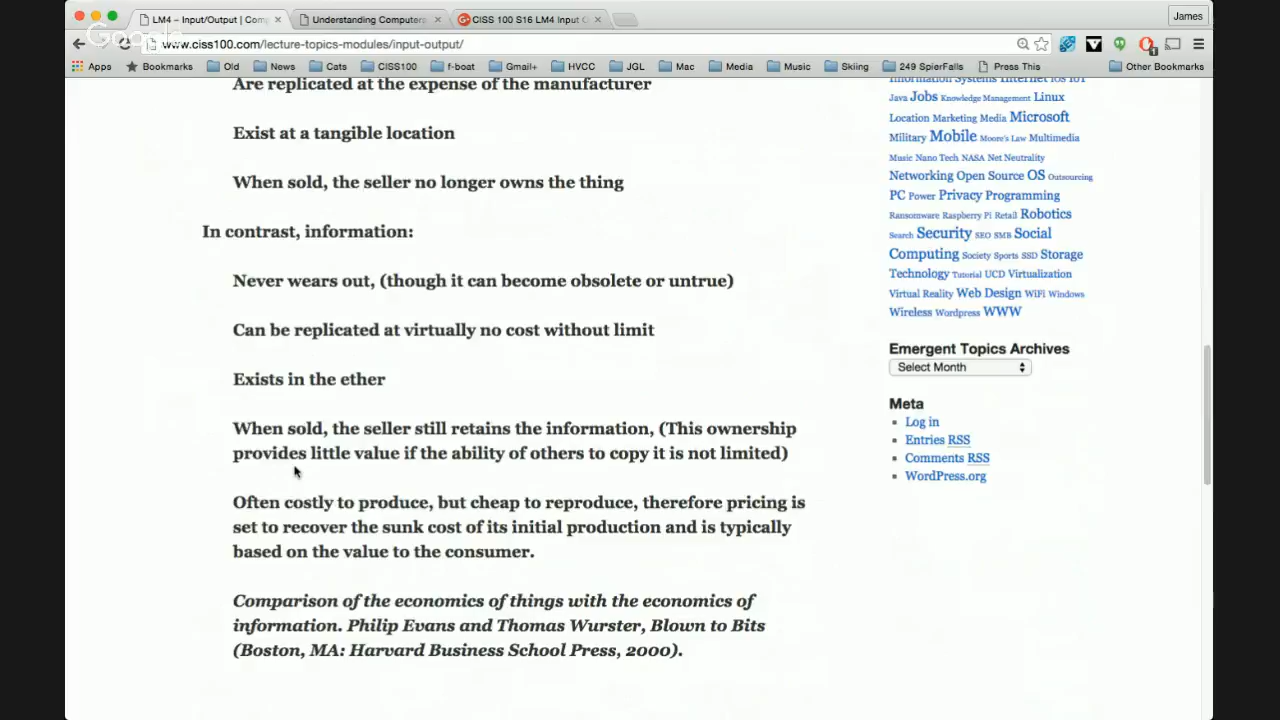 LM4 – Input/Output | Com
Understanding Computers
CISS 100 S16 LM4 Input
James
Google
www.ciss100.com/lecture-topics-modules/input-output/
Apps Bookmarks Old News Cats CISS100 f-boat Gmail+ HVCC JGL Mac Media Music Skiing 249 SpierFalls Press This Other Bookmarks
Are replicated at the expense of the manufacturer
Exist at a tangible location
When sold, the seller no longer owns the thing
In contrast, information:
Never wears out, (though it can become obsolete or untrue)
Can be replicated at virtually no cost without limit
Exists in the ether
When sold, the seller still retains the information, (This ownership
provides little value if the ability of others to copy it is not limited)
Often costly to produce, but cheap to reproduce, therefore pricing is
set to recover the sunk cost of its initial production and is typically
based on the value to the consumer.
Comparison of the economics of things with the economics of
information. Philip Evans and Thomas Wurster, Blown to Bits
(Boston, MA: Harvard Business School Press, 2000).
Information Systems Internet ios IoT
Java Jobs Knowledge Management Linux
Location Marketing Media Microsoft
Military Mobile Moore's Law Multimedia
Music Nano Tech NASA Net Neutrality
Networking Open Source OS Outsourcing
PC Power Privacy Programming
Ransomware Raspberry Pi Retail Robotics
Search Security SEO SMB Social
Computing Society Sports SSD Storage
Technology Tutorial UCD Virtualization
Virtual Reality Web Design WiFi Windows
Wireless Wordpress WWW
Emergent Topics Archives
Select Month
Meta
Log in
Entries RSS
Comments RSS
WordPress.org